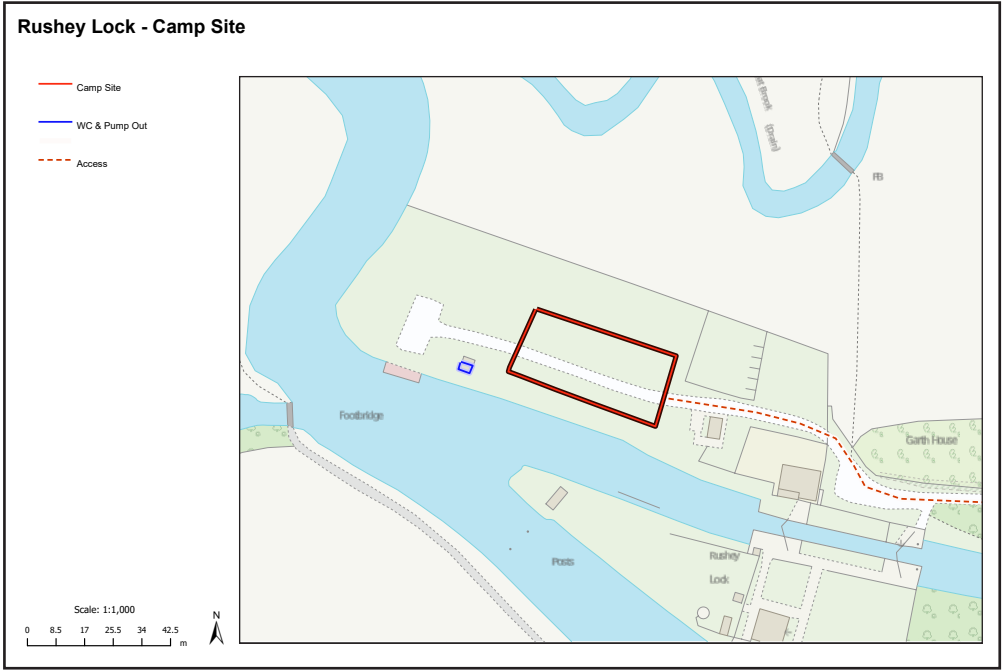 Rushey Lock - Camp Site
Camp Site
WC & Pump Out
Access
Brook
(Drain)
FB
Footbridge
Garth House
Posts
Rushey
Lock
Scale: 1:1,000
0 8.5 17 25.5 34 42.5
m
N